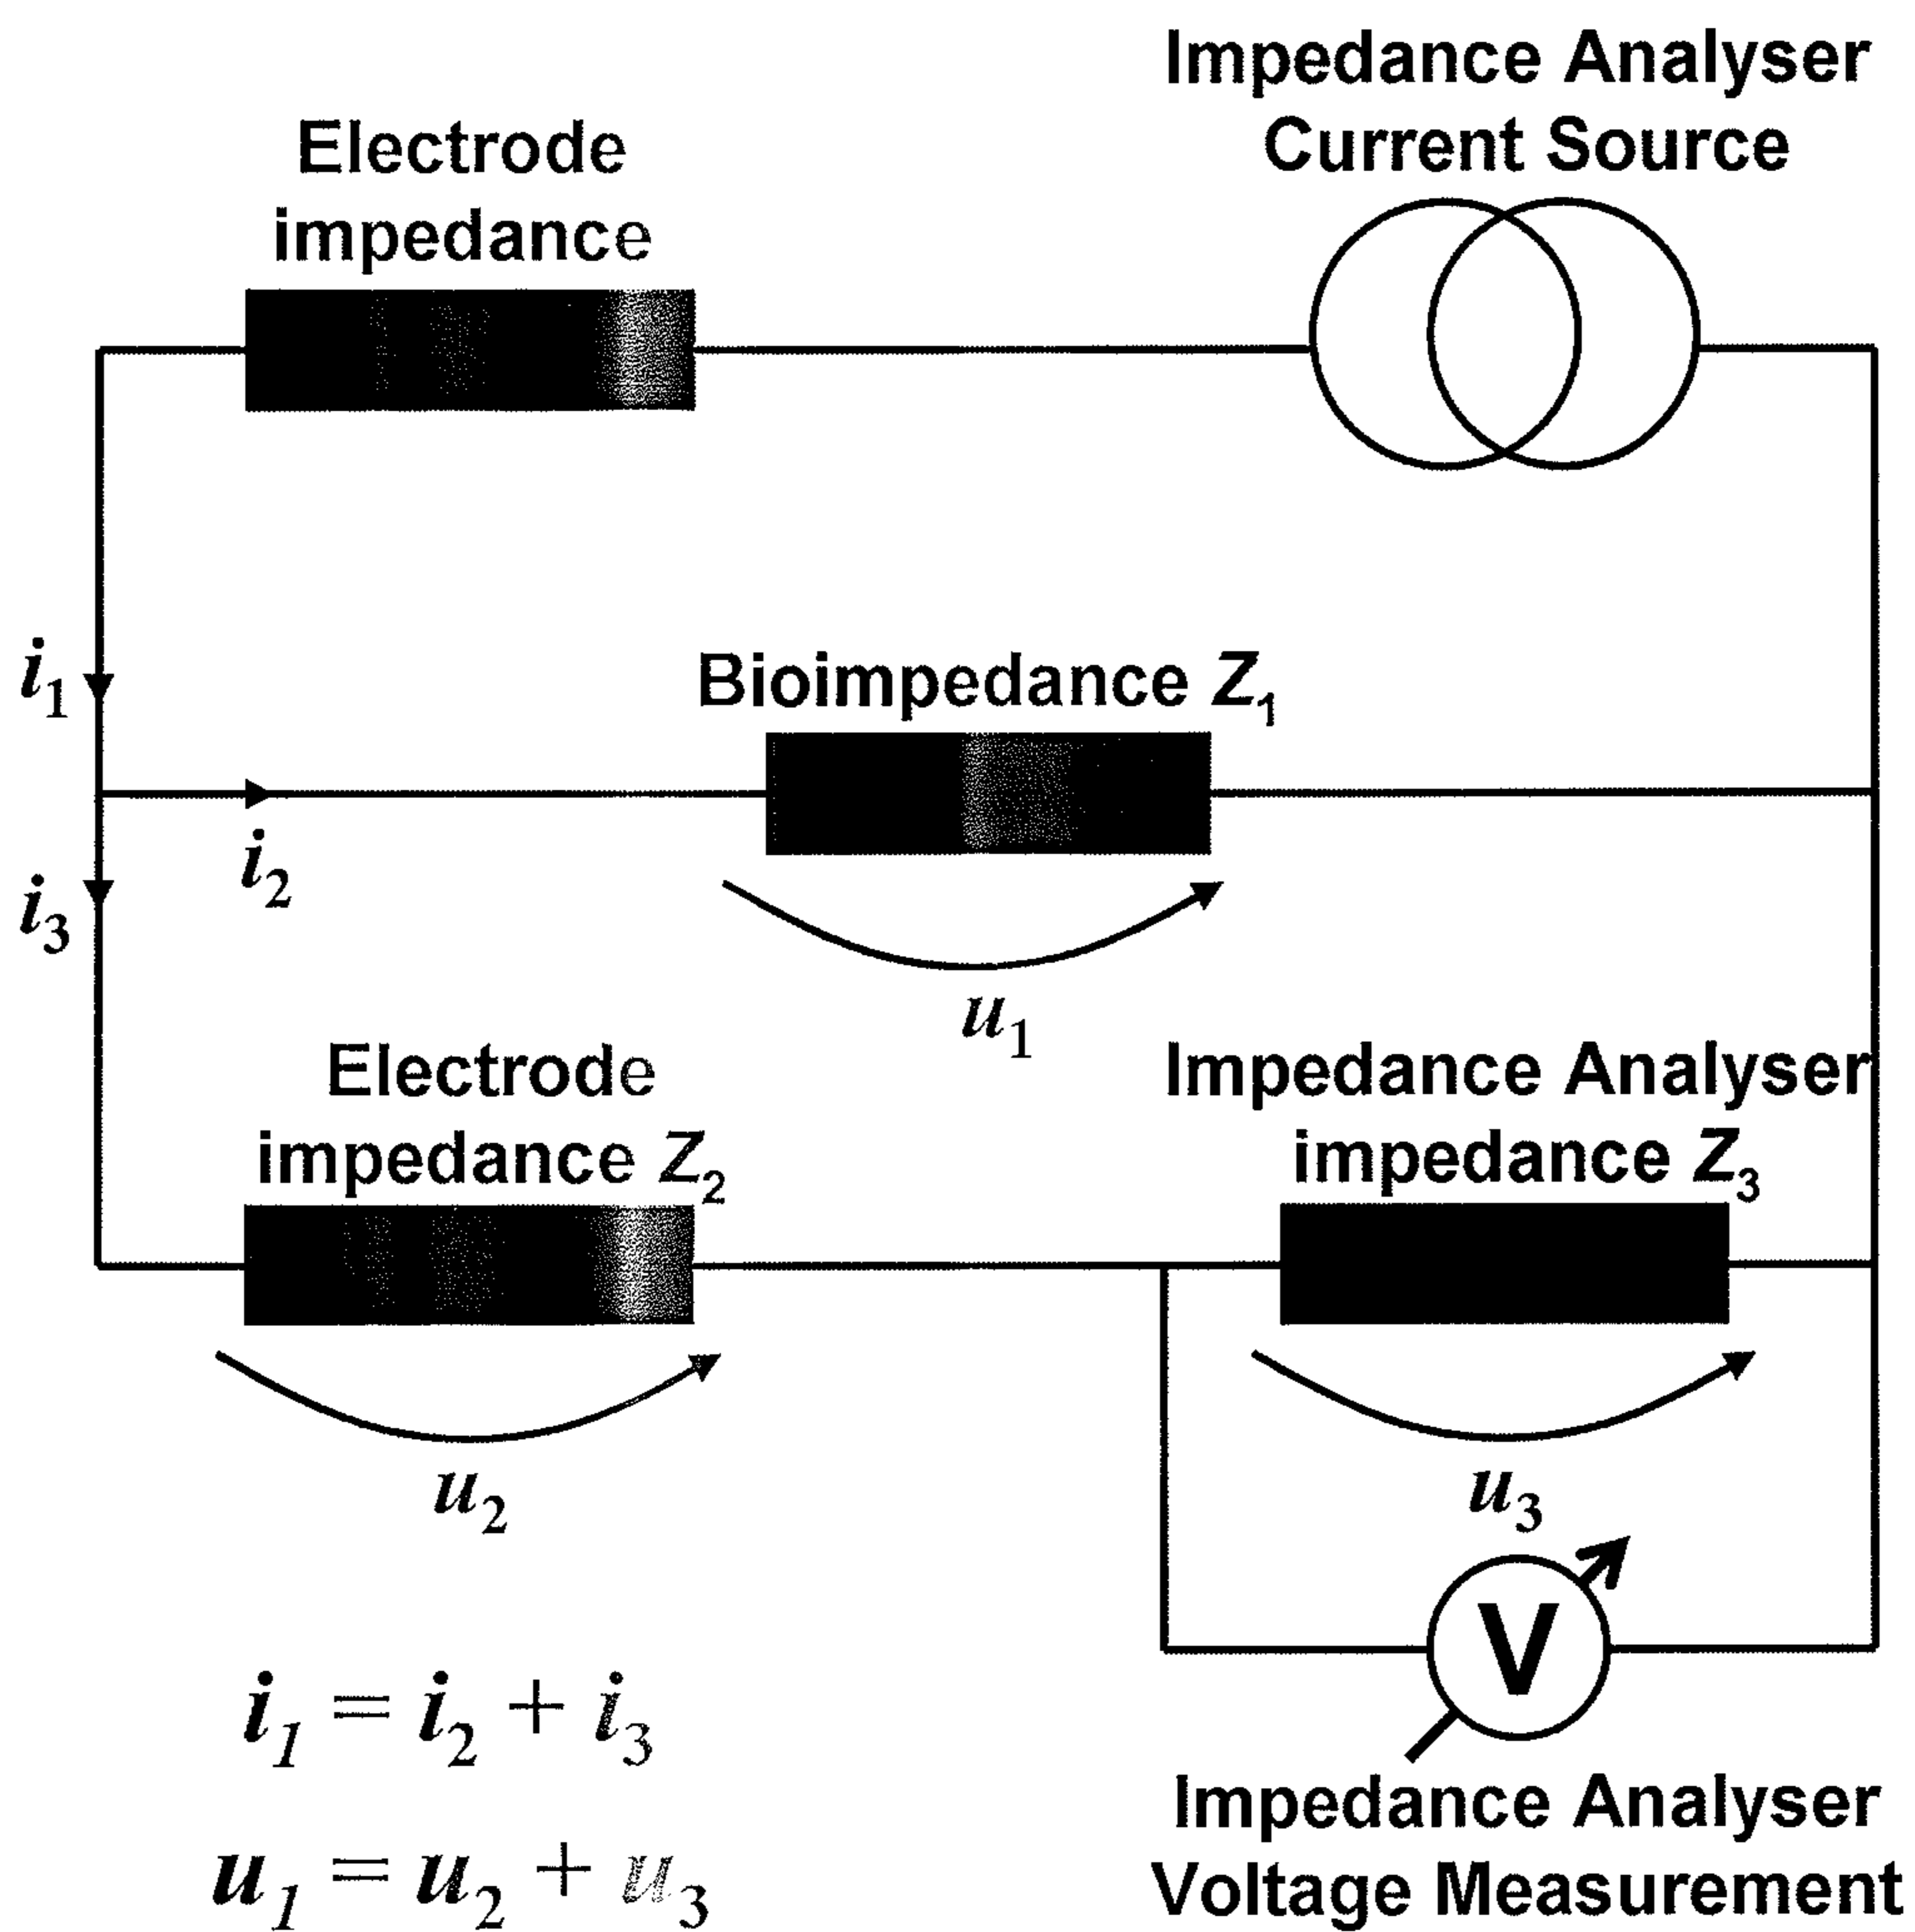 Impedance Analyser
Current Source
Electrode
impedance
i1
Bioimpedance Z1
i2
i3
u1
Electrode
impedance Z2
Impedance Analyser
impedance Z3
u2
u3
V
i1 = i2 + i3
u1 = u2 + u3
Impedance Analyser
Voltage Measurement